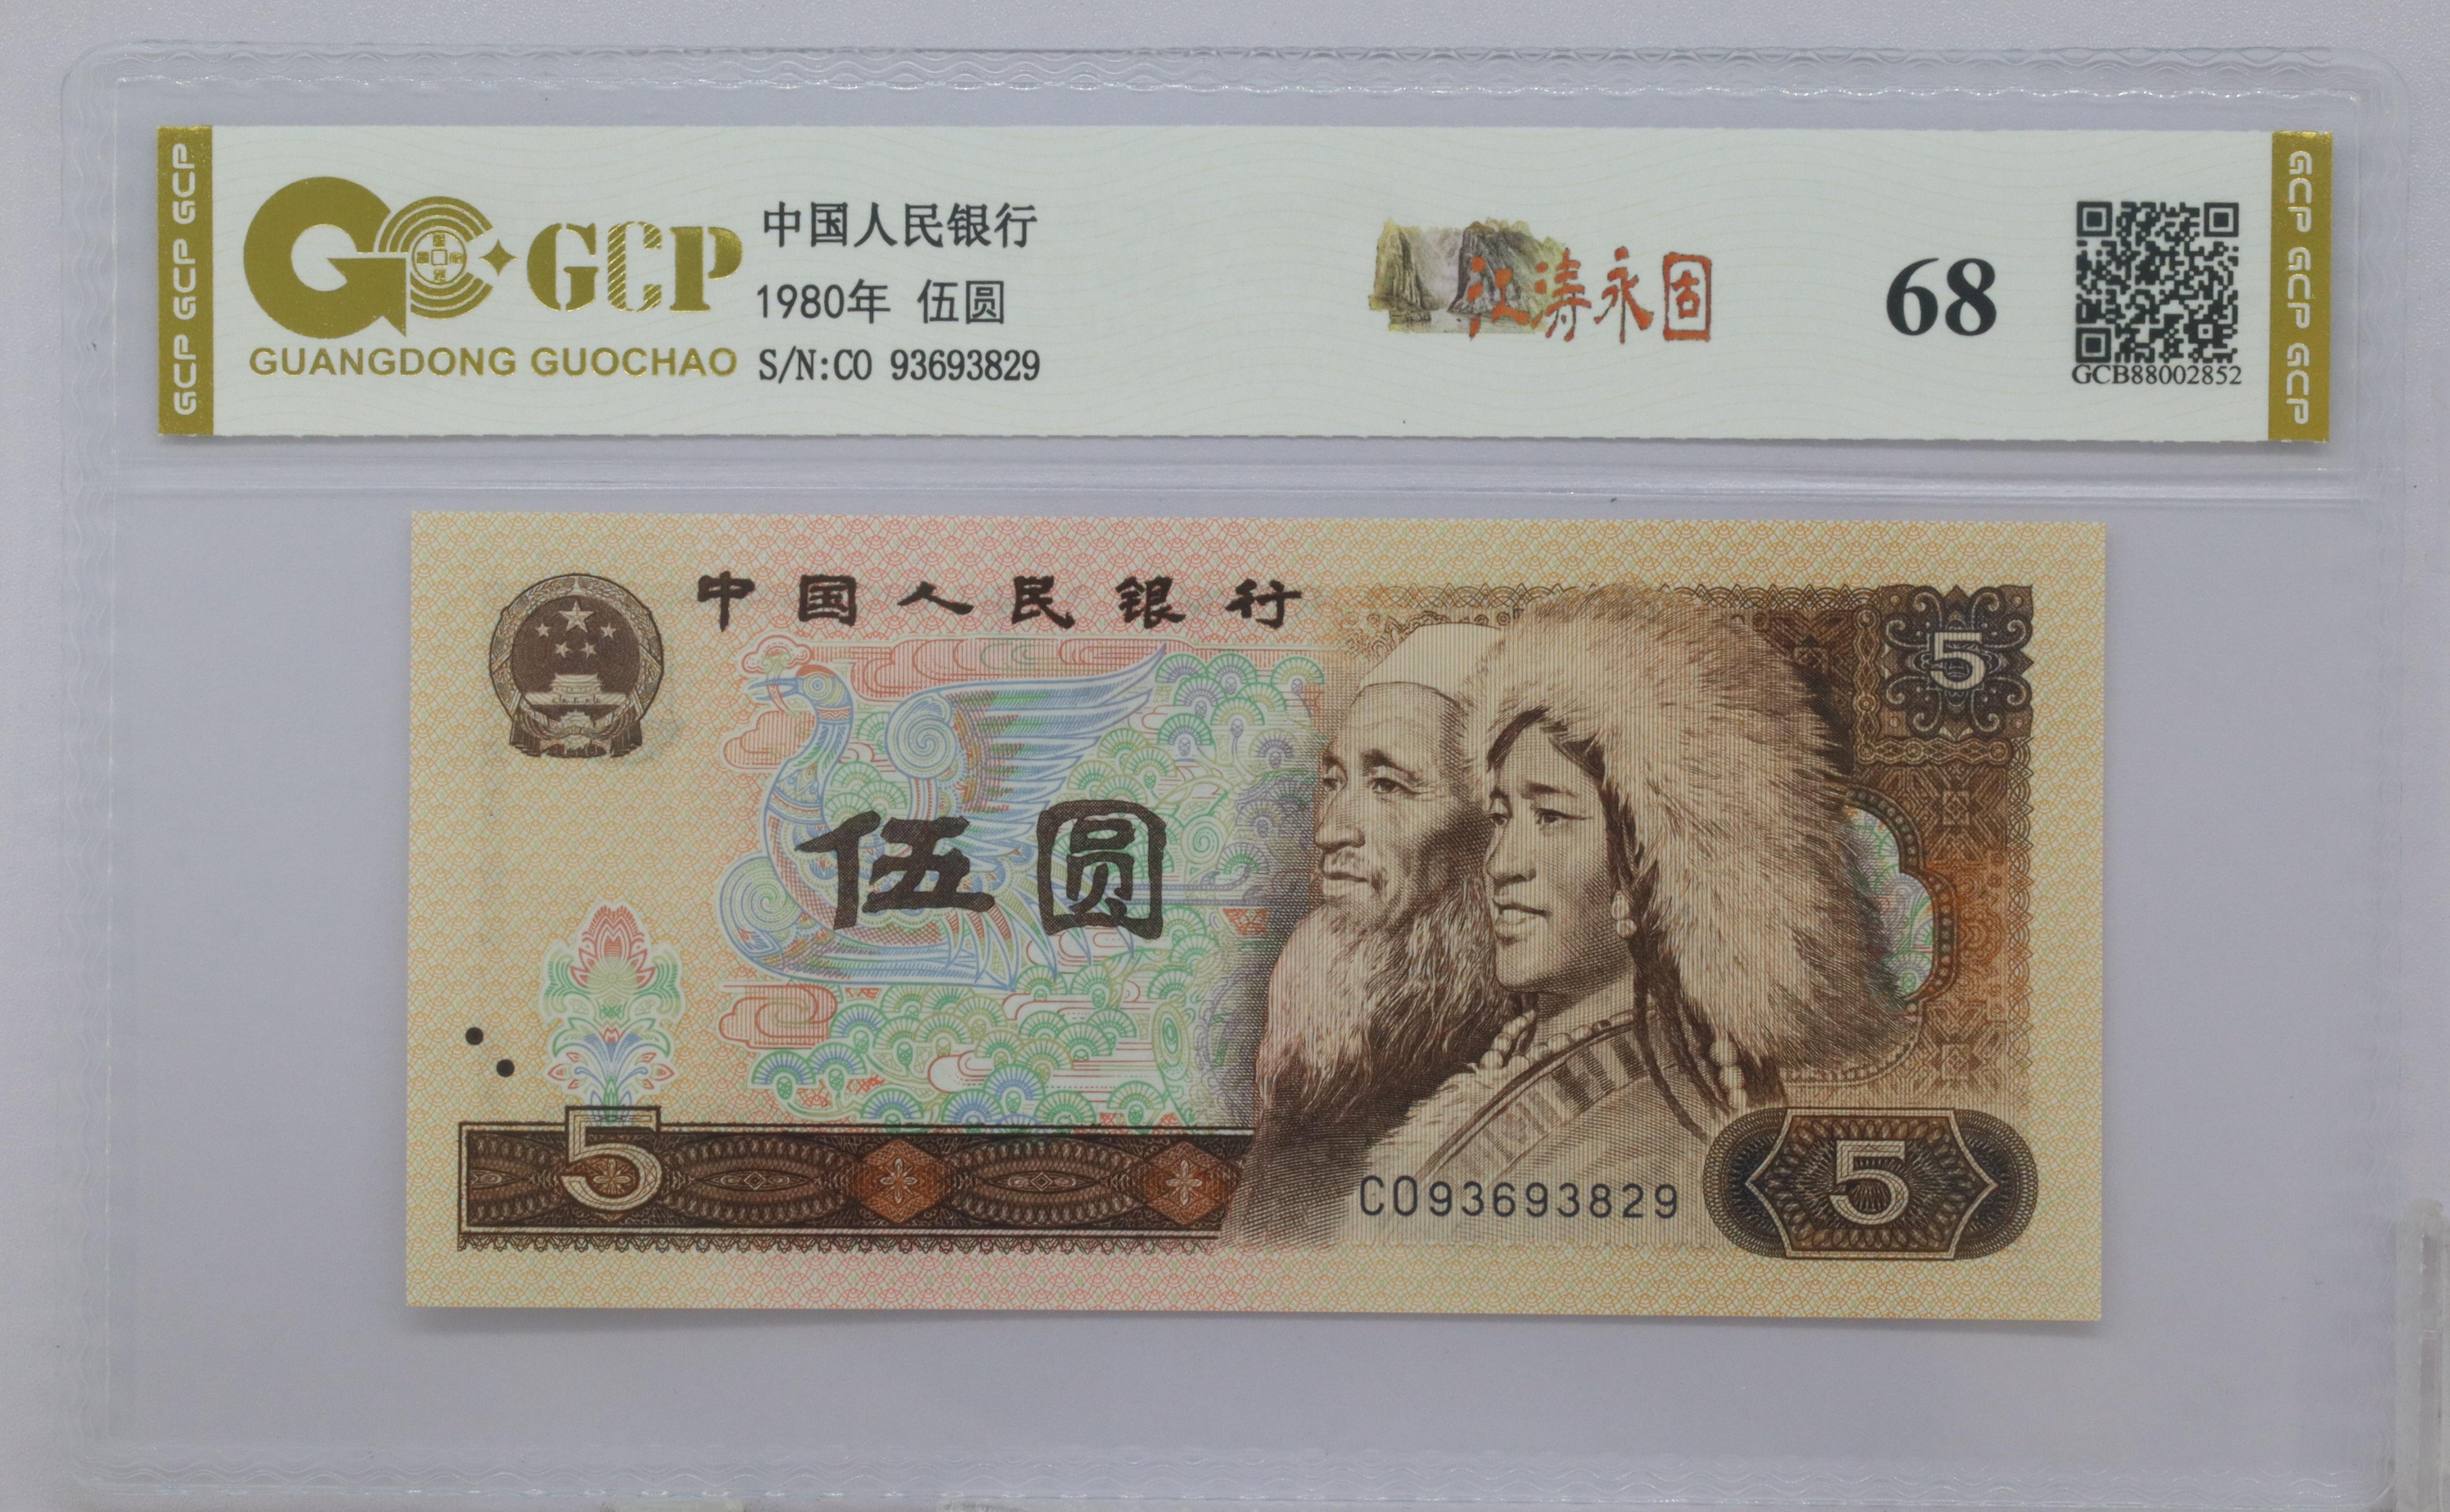 GCP GCP GCP
GCP
GUANGDONG GUOCHAO
中国人民银行
1980年 伍圆
S/N:CO 93693829
江涛永固
68
GCB88002852
GCP GCP GCP
中国人民银行
5
伍圆
5
CO93693829
5